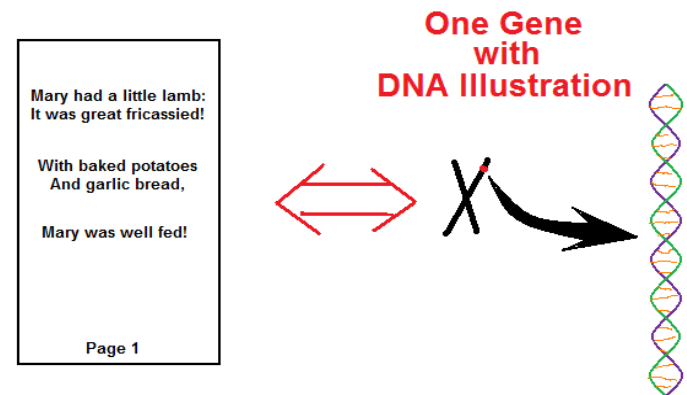 One Gene
with
DNA Illustration
Mary had a little lamb:
It was great fricassied!
With baked potatoes
And garlic bread,
Mary was well fed!
Page 1